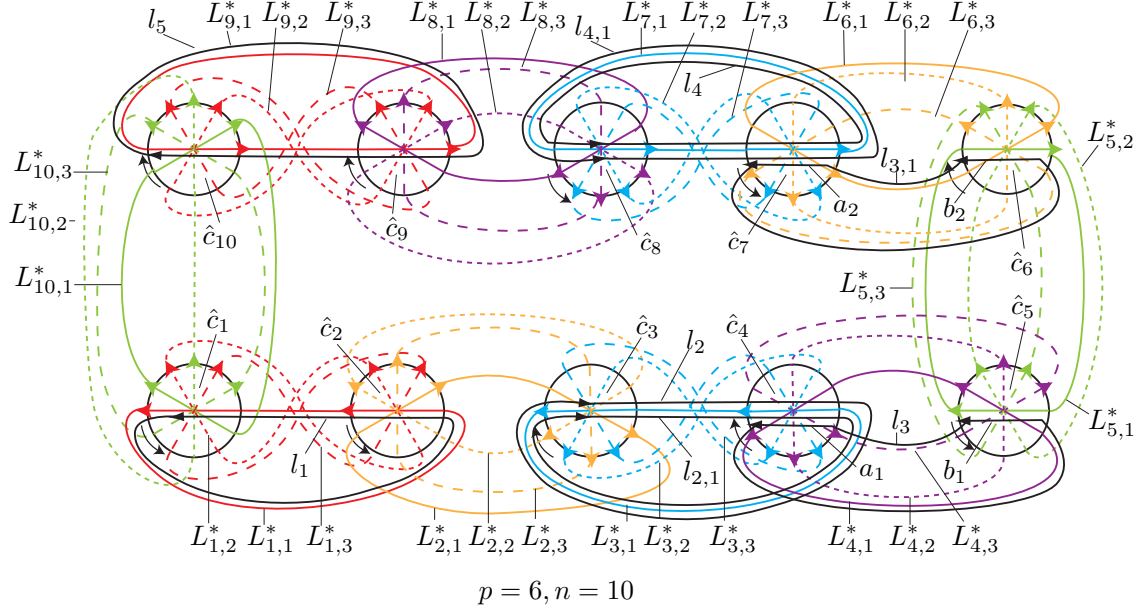 l_5 L^*_{9,1} L^*_{9,2} L^*_{9,3} L^*_{8,1} L^*_{8,2} L^*_{8,3} l_{4,1} L^*_{7,1} L^*_{7,2} L^*_{7,3} L^*_{6,1} L^*_{6,2} L^*_{6,3}
l_4
L^*_{5,2}
L^*_{10,3} l_{3,1}
L^*_{10,2} ĉ_{10} ĉ_9 ĉ_8 ĉ_7 a_2 b_2 ĉ_6
L^*_{10,1} L^*_{5,3}
ĉ_1 ĉ_2 ĉ_3 ĉ_4 ĉ_5
l_2
L^*_{5,1}
l_1 l_{2,1} a_1 l_3 b_1
L^*_{1,2} L^*_{1,1} L^*_{1,3} L^*_{2,1} L^*_{2,2} L^*_{2,3} L^*_{3,1} L^*_{3,2} L^*_{3,3} L^*_{4,1} L^*_{4,2} L^*_{4,3}
p = 6, n = 10